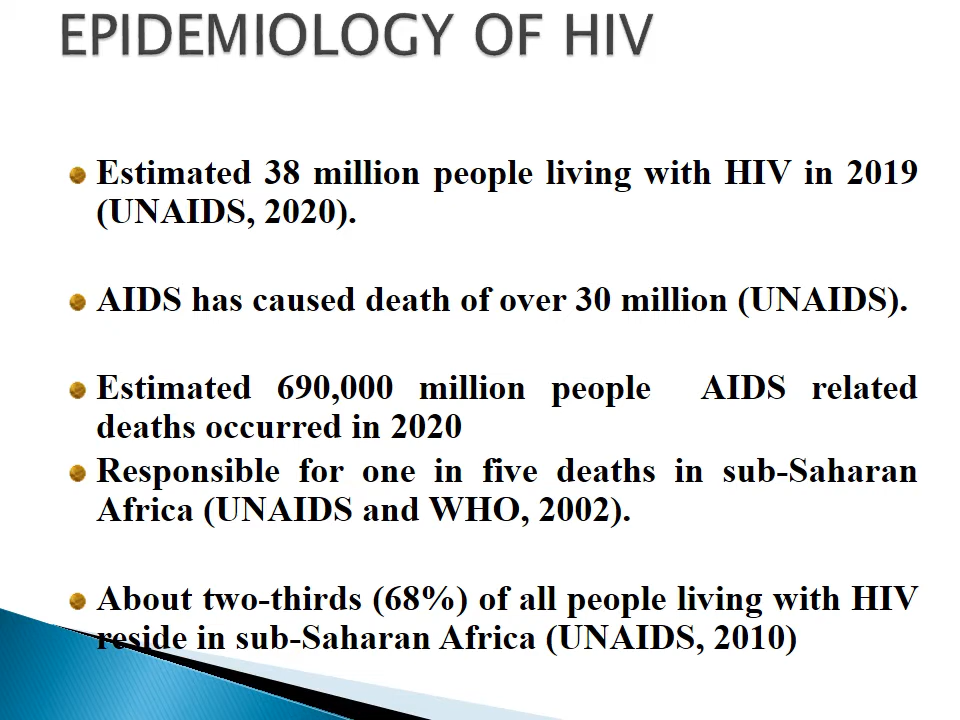 EPIDEMIOLOGY OF HIV
Estimated 38 million people living with HIV in 2019
(UNAIDS, 2020).
AIDS has caused death of over 30 million (UNAIDS).
Estimated 690,000 million people AIDS related
deaths occurred in 2020
Responsible for one in five deaths in sub-Saharan
Africa (UNAIDS and WHO, 2002).
About two-thirds (68%) of all people living with HIV
reside in sub-Saharan Africa (UNAIDS, 2010)